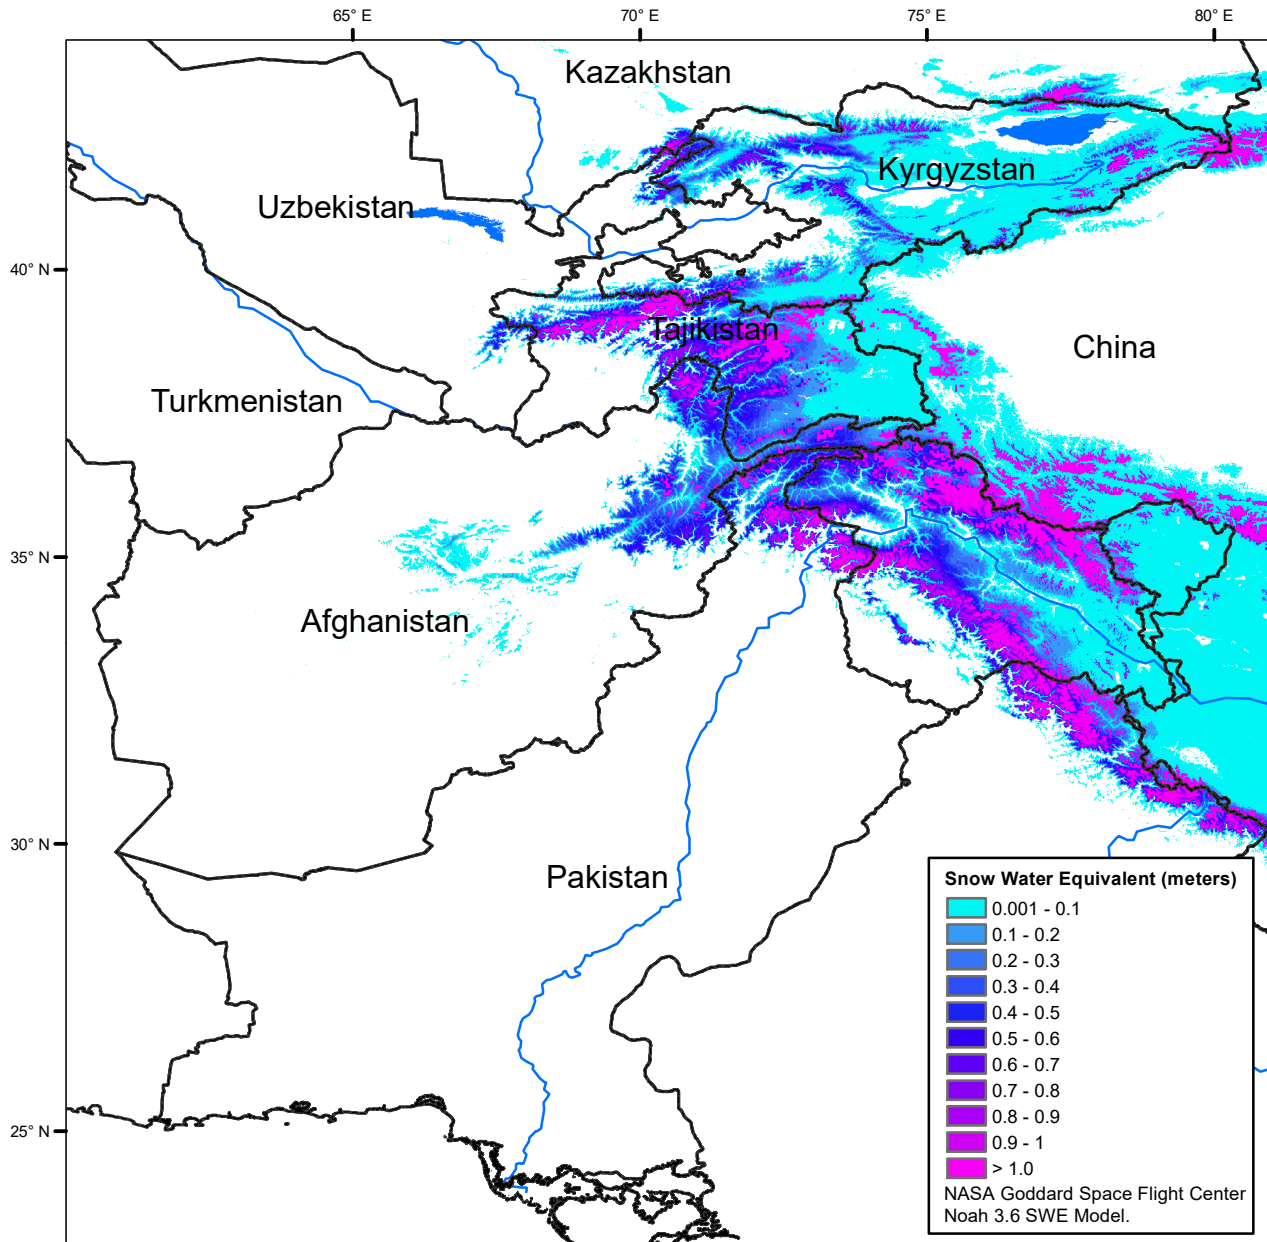 65° E
70° E
75° E
80° E
Kazakhstan
Kyrgyzstan
Uzbekistan
40° N
Tajikistan
China
Turkmenistan
35° N
Afghanistan
30° N
Pakistan
Snow Water Equivalent (meters)
0.001 - 0.1
0.1 - 0.2
0.2 - 0.3
0.3 - 0.4
0.4 - 0.5
0.5 - 0.6
0.6 - 0.7
0.7 - 0.8
0.8 - 0.9
0.9 - 1
> 1.0
25° N
NASA Goddard Space Flight Center
Noah 3.6 SWE Model.